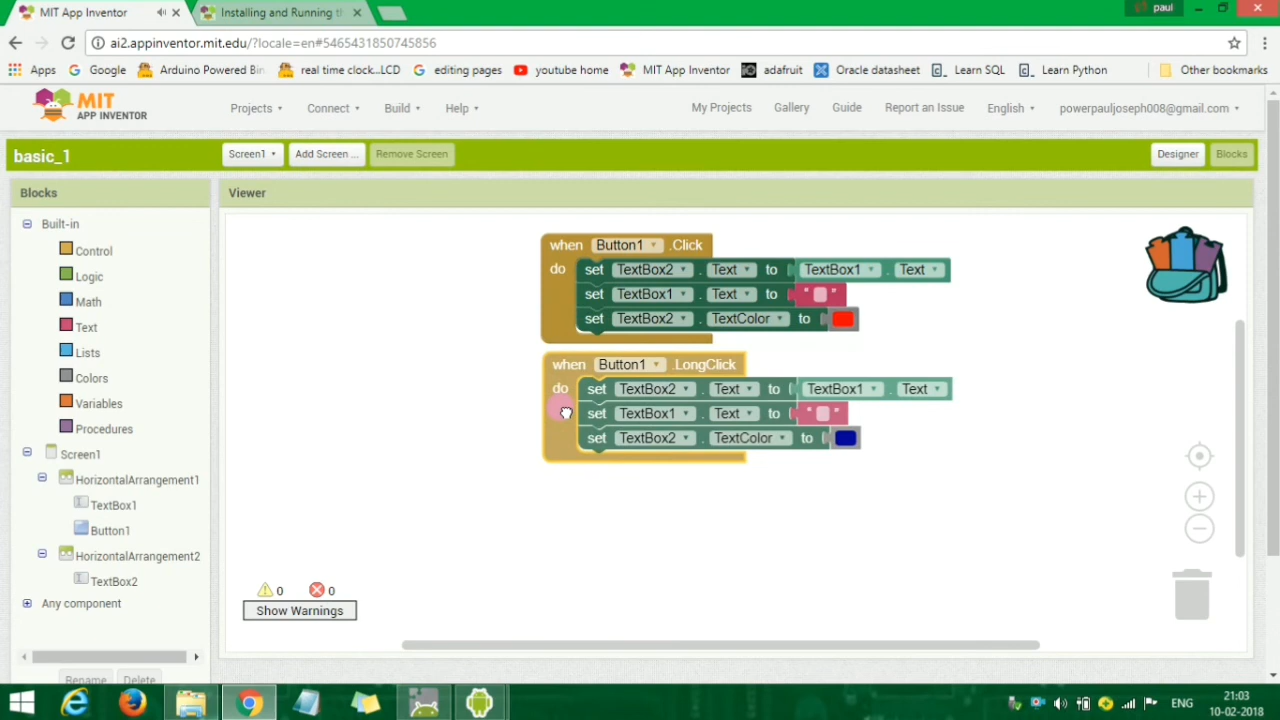 MIT App Inventor
Installing and Running th
paul
ai2.appinventor.mit.edu/?locale=en#5465431850745856
Apps
Google
Arduino Powered Bin
real time clock...LCD
editing pages
youtube home
MIT App Inventor
adafruit
Oracle datasheet
Learn SQL
Learn Python
Other bookmarks
MIT
APP INVENTOR
Projects
Connect
Build
Help
My Projects
Gallery
Guide
Report an Issue
English
powerpauljoseph008@gmail.com
basic_1
Screen1
Add Screen ...
Remove Screen
Designer
Blocks
Blocks
Viewer
Built-in
Control
Logic
Math
Text
Lists
Colors
Variables
Procedures
Screen1
HorizontalArrangement1
TextBox1
Button1
HorizontalArrangement2
TextBox2
Any component
Rename
Delete
when Button1 .Click
do set TextBox2 . Text to TextBox1 . Text
set TextBox1 . Text to " "
set TextBox2 . TextColor to
when Button1 .LongClick
do set TextBox2 . Text to TextBox1 . Text
set TextBox1 . Text to " "
set TextBox2 . TextColor to
0 0
Show Warnings
ENG
21:03
10-02-2018